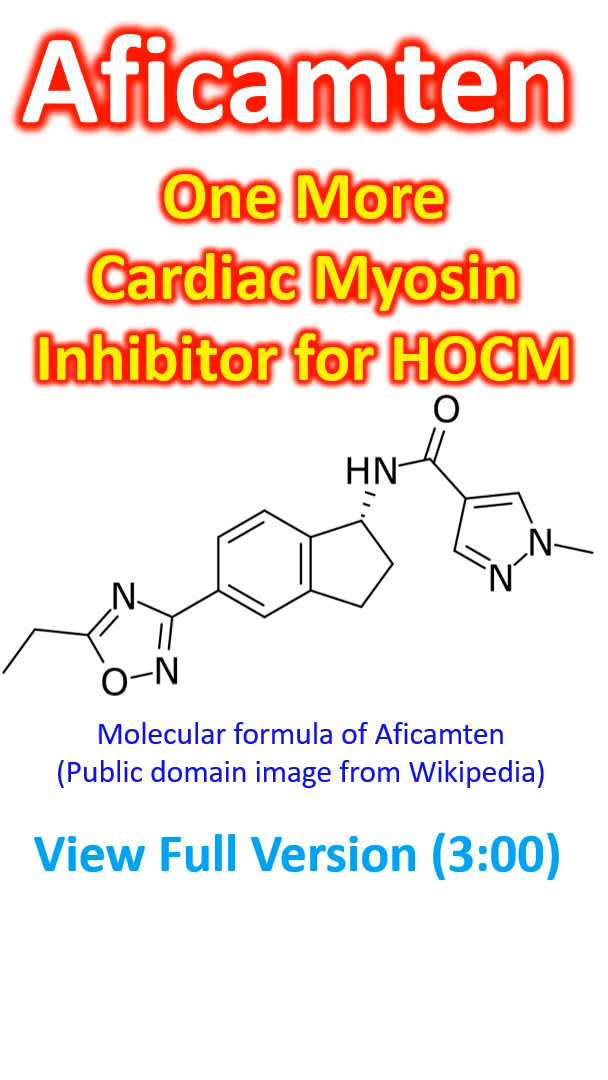 Aficamten
One More
Cardiac Myosin
Inhibitor for HOCM
O
HN
N
N
N
O
N
Molecular formula of Aficamten
(Public domain image from Wikipedia)
View Full Version (3:00)